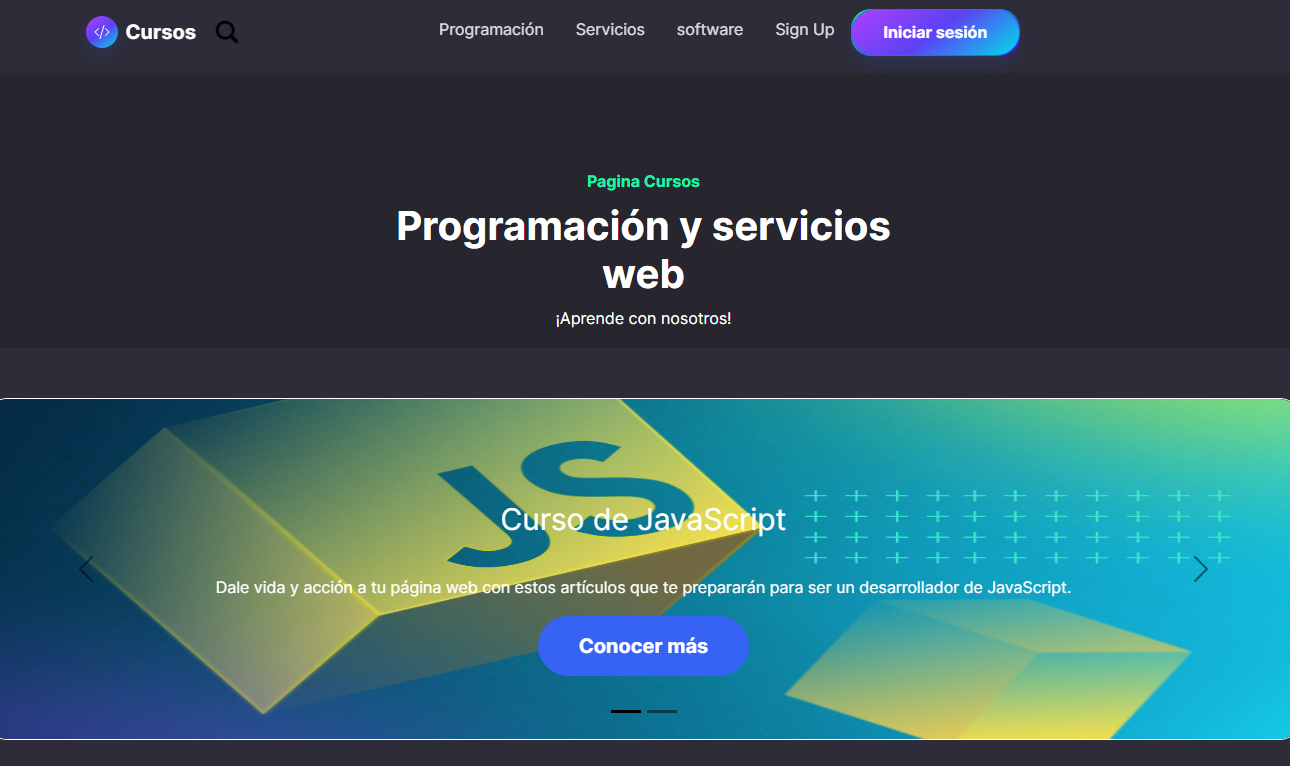 </> Cursos
Programación Servicios software Sign Up Iniciar sesión
Pagina Cursos
Programación y servicios
web
¡Aprende con nosotros!
JS
Curso de JavaScript
Dale vida y acción a tu página web con estos artículos que te prepararán para ser un desarrollador de JavaScript.
Conocer más